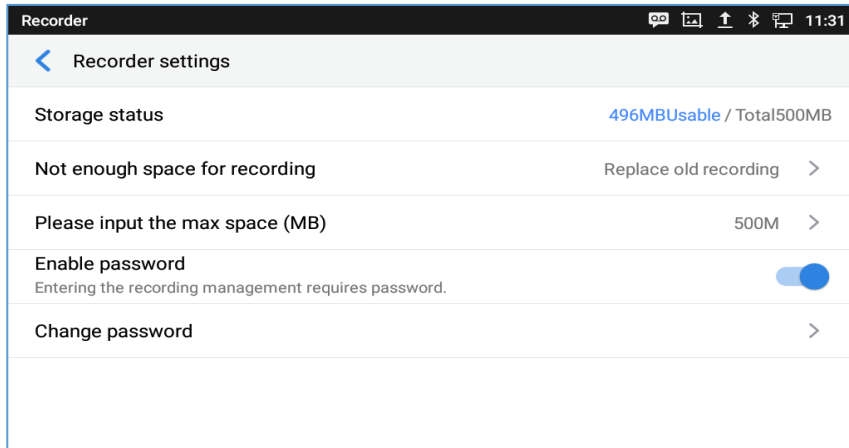 Recorder 11:31
Recorder settings
Storage status 496MBUsable / Total500MB
Not enough space for recording Replace old recording
Please input the max space (MB) 500M
Enable password
Entering the recording management requires password.
Change password